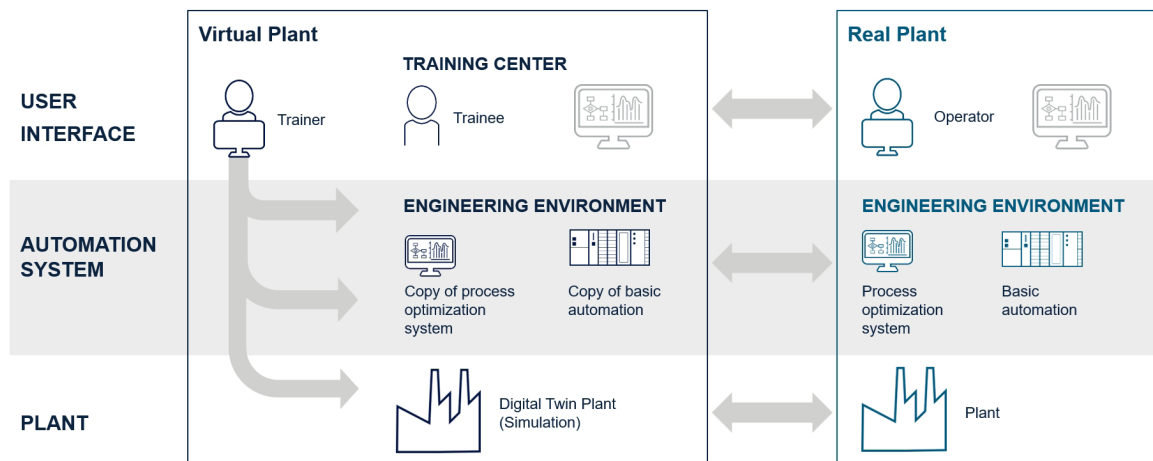 Virtual Plant
Real Plant
TRAINING CENTER
USER
INTERFACE
Trainer
Trainee
Operator
ENGINEERING ENVIRONMENT
ENGINEERING ENVIRONMENT
AUTOMATION
SYSTEM
Copy of process
optimization
system
Copy of basic
automation
Process
optimization
system
Basic
automation
PLANT
Digital Twin Plant
(Simulation)
Plant